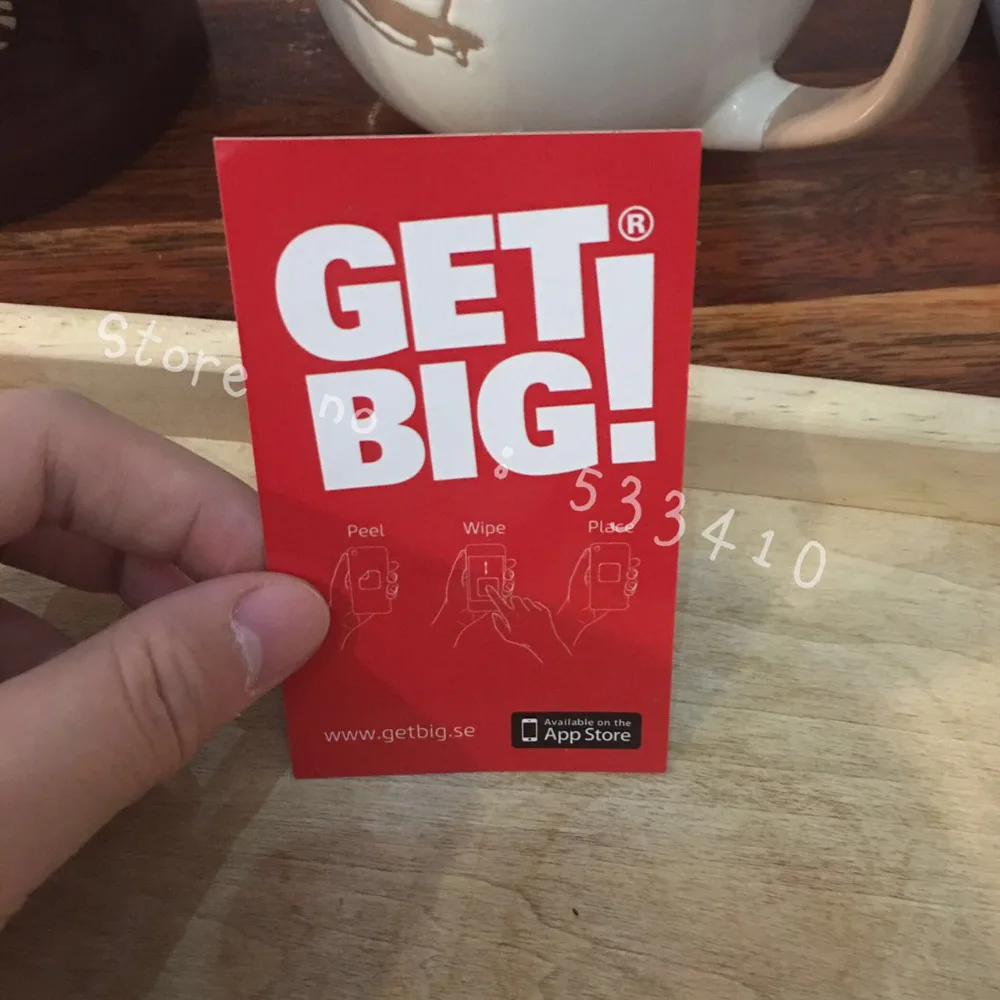 GET®
BIG!
Store no : 533410
Peel
Wipe
Place
www.getbig.se
Available on the
App Store